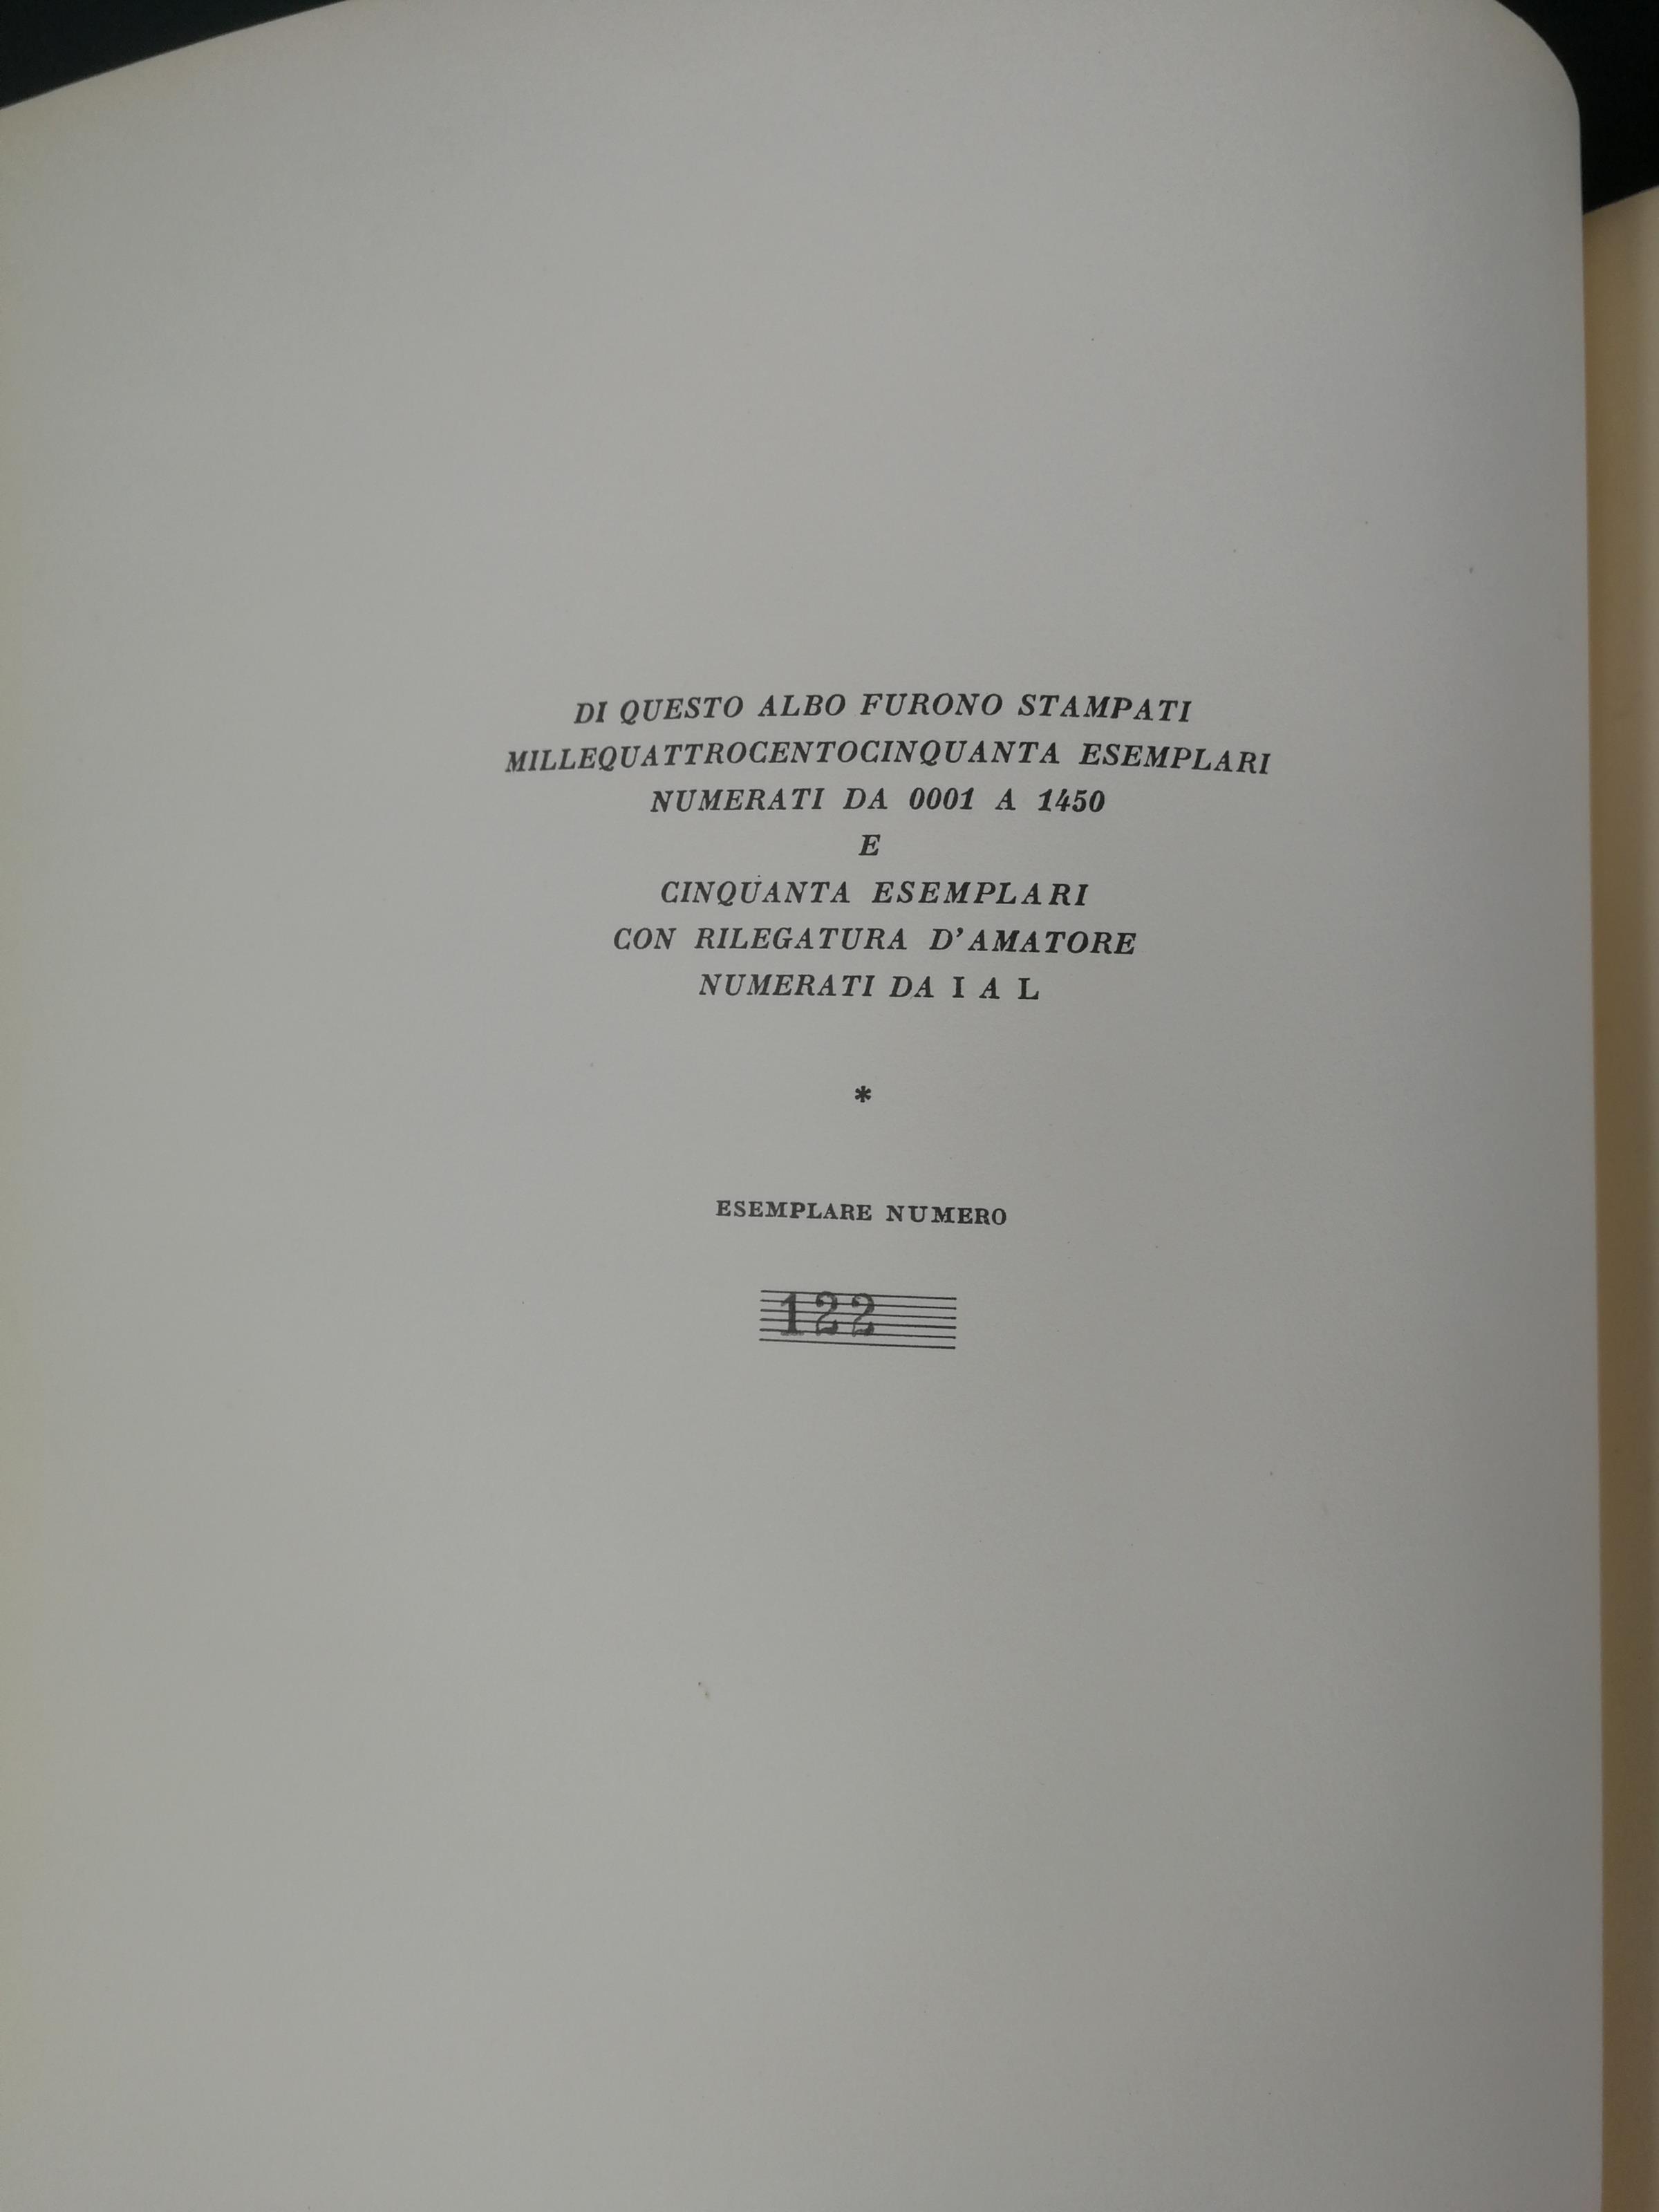 DI QUESTO ALBO FURONO STAMPATI
MILLEQUATTROCENTOCINQUANTA ESEMPLARI
NUMERATI DA 0001 A 1450
E
CINQUANTA ESEMPLARI
CON RILEGATURA D'AMATORE
NUMERATI DA I A L
*
ESEMPLARE NUMERO
122